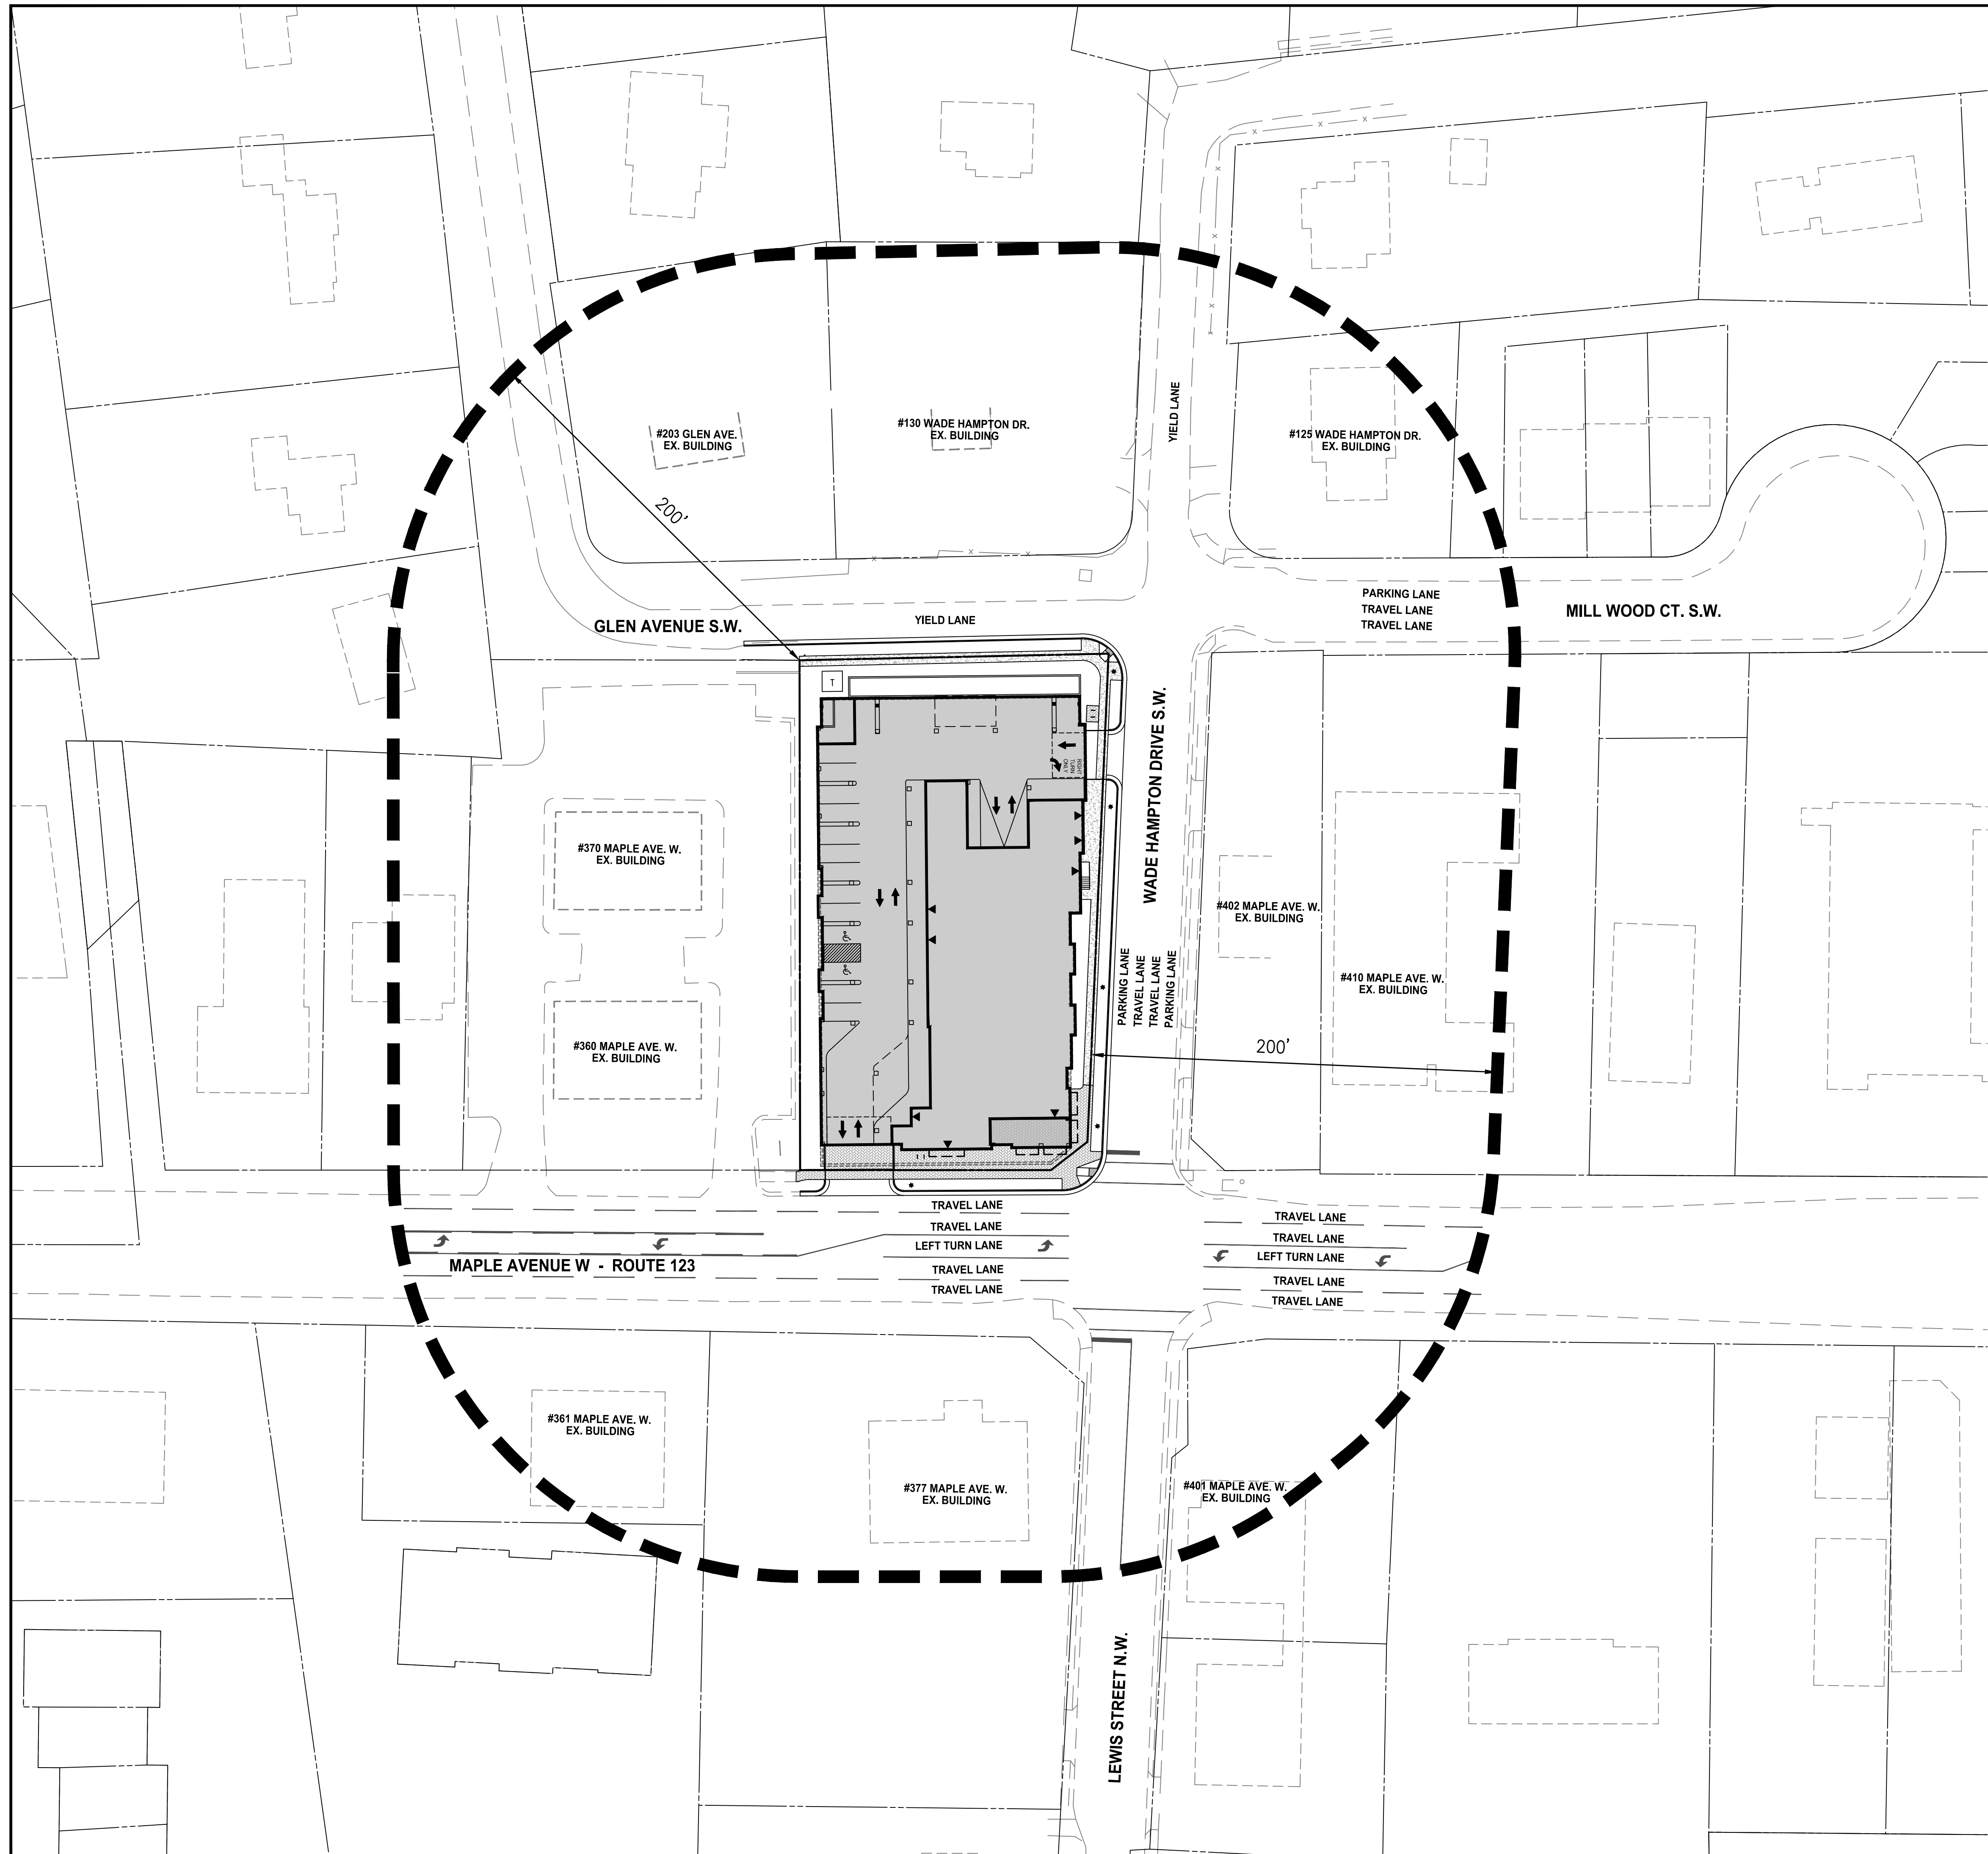 YIELD LANE
#203 GLEN AVE.
EX. BUILDING
#130 WADE HAMPTON DR.
EX. BUILDING
#125 WADE HAMPTON DR.
EX. BUILDING
200'
PARKING LANE
TRAVEL LANE
TRAVEL LANE
MILL WOOD CT. S.W.
GLEN AVENUE S.W.
YIELD LANE
T
RIGHT
TURN
ONLY
WADE HAMPTON DRIVE S.W.
#370 MAPLE AVE. W.
EX. BUILDING
#402 MAPLE AVE. W.
EX. BUILDING
PARKING LANE
TRAVEL LANE
TRAVEL LANE
PARKING LANE
#410 MAPLE AVE. W.
EX. BUILDING
#360 MAPLE AVE. W.
EX. BUILDING
200'
TRAVEL LANE
TRAVEL LANE
LEFT TURN LANE
TRAVEL LANE
TRAVEL LANE
TRAVEL LANE
TRAVEL LANE
LEFT TURN LANE
TRAVEL LANE
TRAVEL LANE
MAPLE AVENUE W - ROUTE 123
#361 MAPLE AVE. W.
EX. BUILDING
#377 MAPLE AVE. W.
EX. BUILDING
#401 MAPLE AVE. W.
EX. BUILDING
LEWIS STREET N.W.